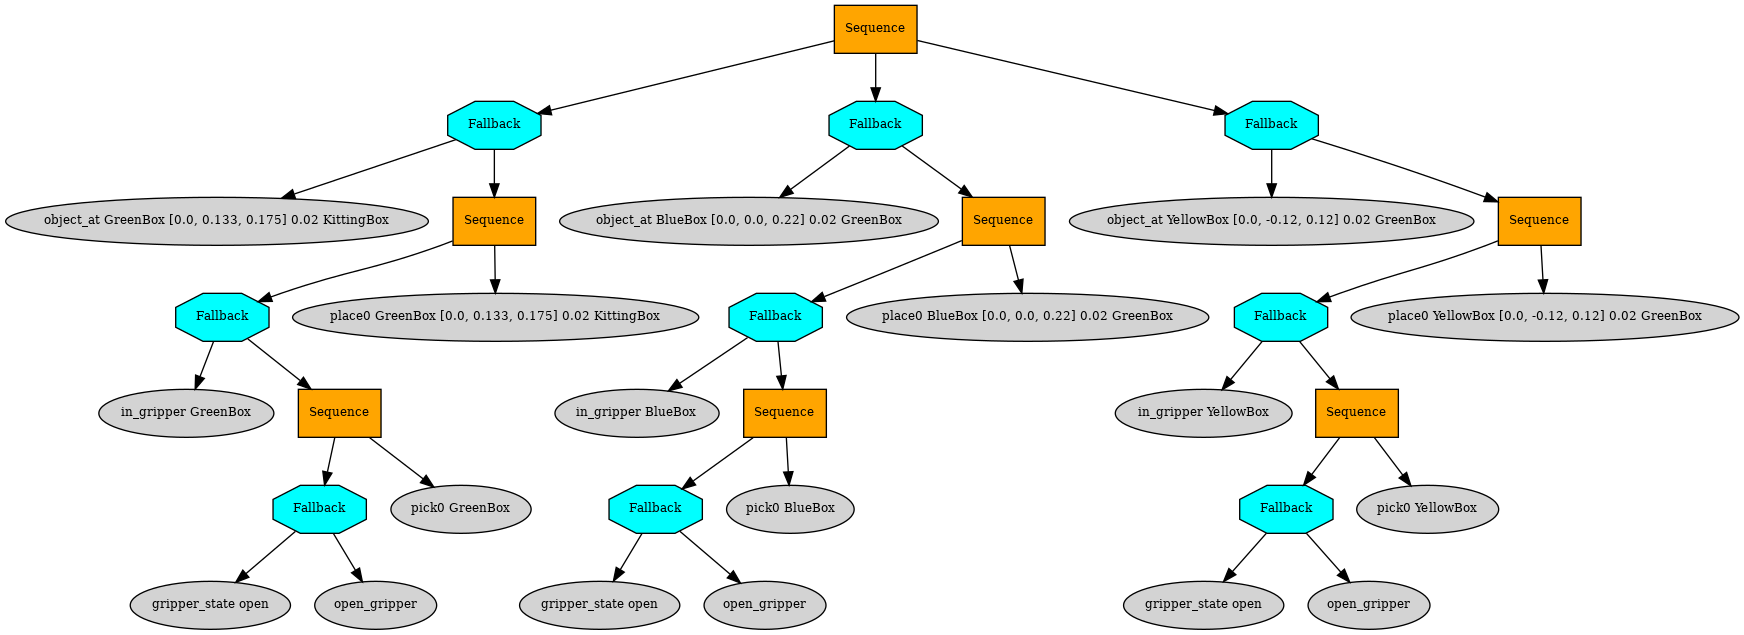 Sequence
Fallback
Fallback
Fallback
object_at GreenBox [0.0, 0.133, 0.175] 0.02 KittingBox
Sequence
object_at BlueBox [0.0, 0.0, 0.22] 0.02 GreenBox
Sequence
object_at YellowBox [0.0, -0.12, 0.12] 0.02 GreenBox
Sequence
Fallback
place0 GreenBox [0.0, 0.133, 0.175] 0.02 KittingBox
Fallback
place0 BlueBox [0.0, 0.0, 0.22] 0.02 GreenBox
Fallback
place0 YellowBox [0.0, -0.12, 0.12] 0.02 GreenBox
in_gripper GreenBox
Sequence
in_gripper BlueBox
Sequence
in_gripper YellowBox
Sequence
Fallback
pick0 GreenBox
Fallback
pick0 BlueBox
Fallback
pick0 YellowBox
gripper_state open
open_gripper
gripper_state open
open_gripper
gripper_state open
open_gripper